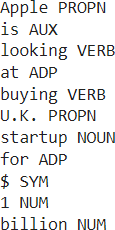 Apple PROPN
is AUX
looking VERB
at ADP
buying VERB
U.K. PROPN
startup NOUN
for ADP
$ SYM
1 NUM
billion NUM